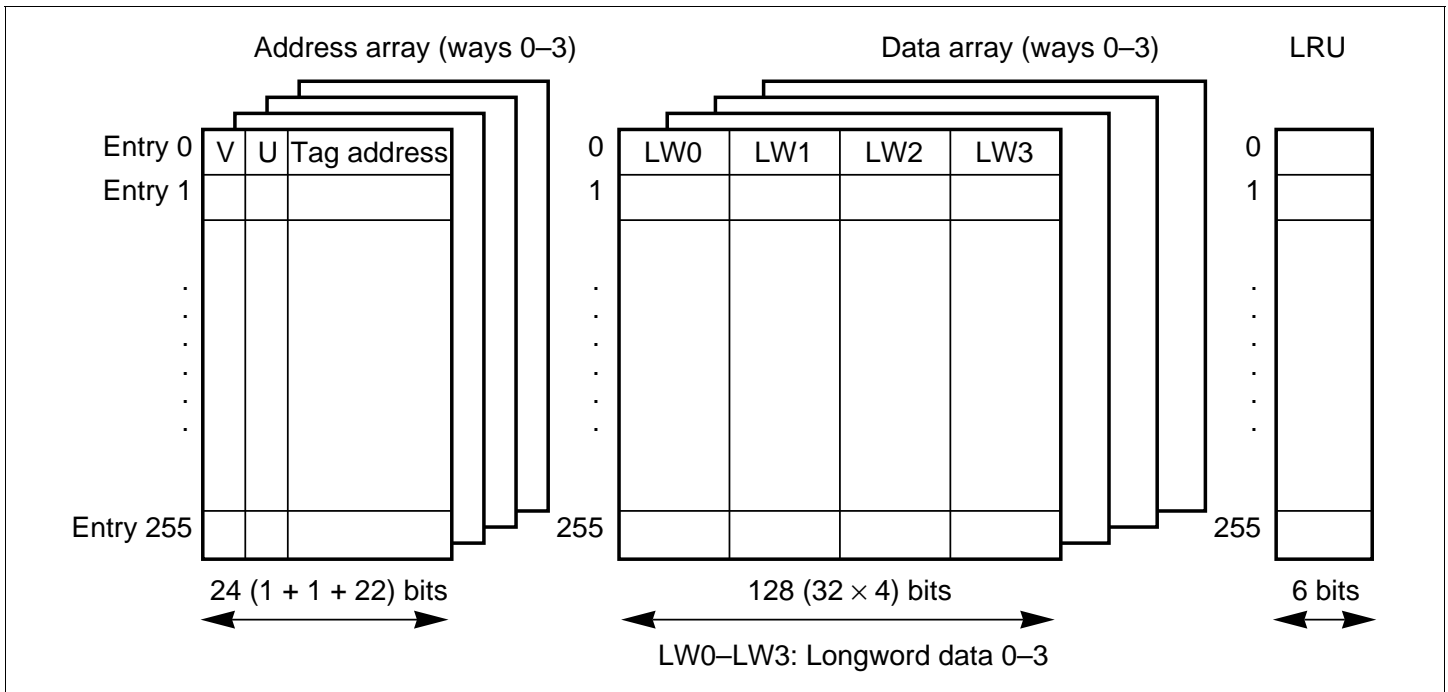 Address array (ways 0–3) Data array (ways 0–3) LRU
Entry 0 V U Tag address 0 LW0 LW1 LW2 LW3 0
Entry 1 1 1
.
.
.
.
.
.
Entry 255 255 255
24 (1 + 1 + 22) bits 128 (32 × 4) bits 6 bits
LW0–LW3: Longword data 0–3